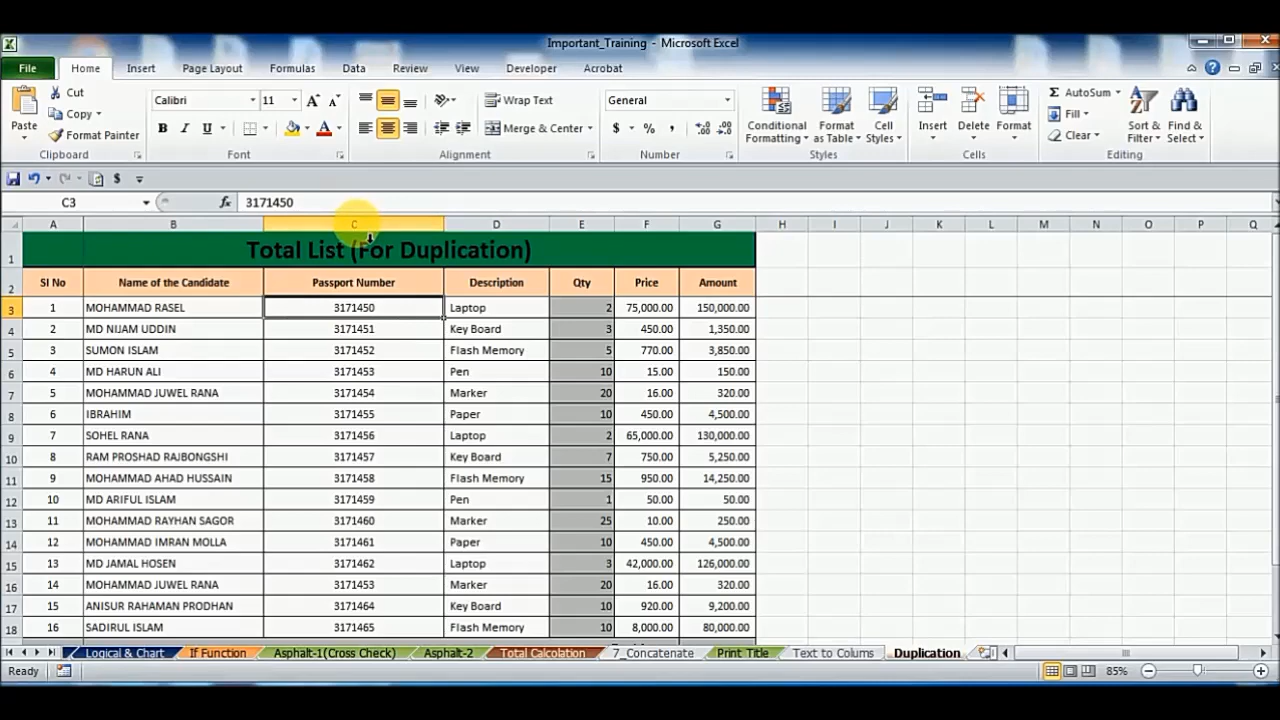 Important_Training - Microsoft Excel
File Home Insert Page Layout Formulas Data Review View Developer Acrobat
Paste Cut Copy Format Painter Clipboard
Calibri 11 A A B I U A Font
Wrap Text Merge & Center Alignment
General $ % , Number
Conditional Formatting Format as Table Cell Styles Styles
Insert Delete Format Cells
Σ AutoSum Fill Clear Sort & Filter Find & Select Editing
$
C3 fx 3171450
A B C D E F G H I J K L M N O P Q
1 Total List (For Duplication)
2 Sl No Name of the Candidate Passport Number Description Qty Price Amount
3 1 MOHAMMAD RASEL 3171450 Laptop 2 75,000.00 150,000.00
4 2 MD NIJAM UDDIN 3171451 Key Board 3 450.00 1,350.00
5 3 SUMON ISLAM 3171452 Flash Memory 5 770.00 3,850.00
6 4 MD HARUN ALI 3171453 Pen 10 15.00 150.00
7 5 MOHAMMAD JUWEL RANA 3171454 Marker 20 16.00 320.00
8 6 IBRAHIM 3171455 Paper 10 450.00 4,500.00
9 7 SOHEL RANA 3171456 Laptop 2 65,000.00 130,000.00
10 8 RAM PROSHAD RAJBONGSHI 3171457 Key Board 7 750.00 5,250.00
11 9 MOHAMMAD AHAD HUSSAIN 3171458 Flash Memory 15 950.00 14,250.00
12 10 MD ARIFUL ISLAM 3171459 Pen 1 50.00 50.00
13 11 MOHAMMAD RAYHAN SAGOR 3171460 Marker 25 10.00 250.00
14 12 MOHAMMAD IMRAN MOLLA 3171461 Paper 10 450.00 4,500.00
15 13 MD JAMAL HOSEN 3171462 Laptop 3 42,000.00 126,000.00
16 14 MOHAMMAD JUWEL RANA 3171453 Marker 20 16.00 320.00
17 15 ANISUR RAHAMAN PRODHAN 3171464 Key Board 10 920.00 9,200.00
18 16 SADIRUL ISLAM 3171465 Flash Memory 10 8,000.00 80,000.00
Logical & Chart If Function Asphalt-1(Cross Check) Asphalt-2 Total Calcolation 7_Concatenate Print Title Text to Colums Duplication
Ready 85%